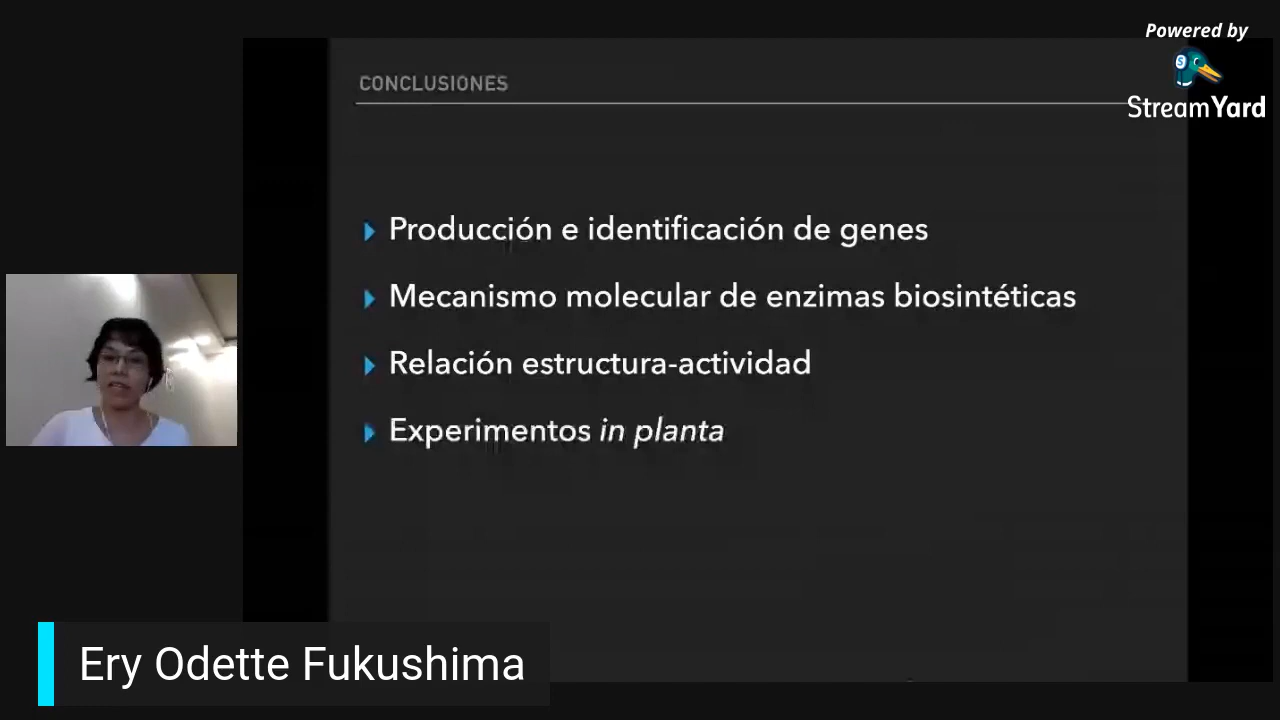 Powered by
StreamYard
CONCLUSIONES
Producción e identificación de genes
Mecanismo molecular de enzimas biosintéticas
Relación estructura-actividad
Experimentos in planta
Ery Odette Fukushima